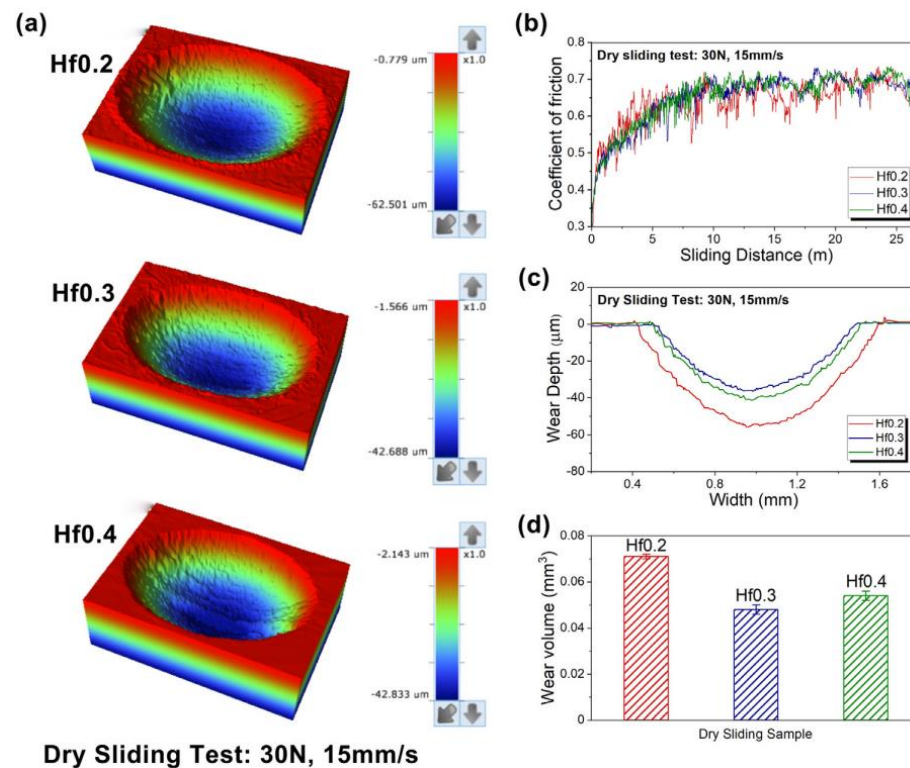 (a)
Hf0.2
-0.779 um
x1.0
-62.501 um
Hf0.3
-1.566 um
x1.0
-42.688 um
Hf0.4
-2.143 um
x1.0
-42.833 um
Dry Sliding Test: 30N, 15mm/s
(b)
Dry sliding test: 30N, 15mm/s
Coefficient of friction
0.8
0.7
0.6
0.5
0.4
0.3
Hf0.2
Hf0.3
Hf0.4
0 5 10 15 20 25
Sliding Distance (m)
(c)
Dry Sliding Test: 30N, 15mm/s
Wear Depth (μm)
20
0
-20
-40
-60
-80
Hf0.2
Hf0.3
Hf0.4
0.4 0.8 1.2 1.6
Width (mm)
(d)
Wear volume (mm³)
0.08
0.06
0.04
0.02
0
Hf0.2
Hf0.3
Hf0.4
Dry Sliding Sample